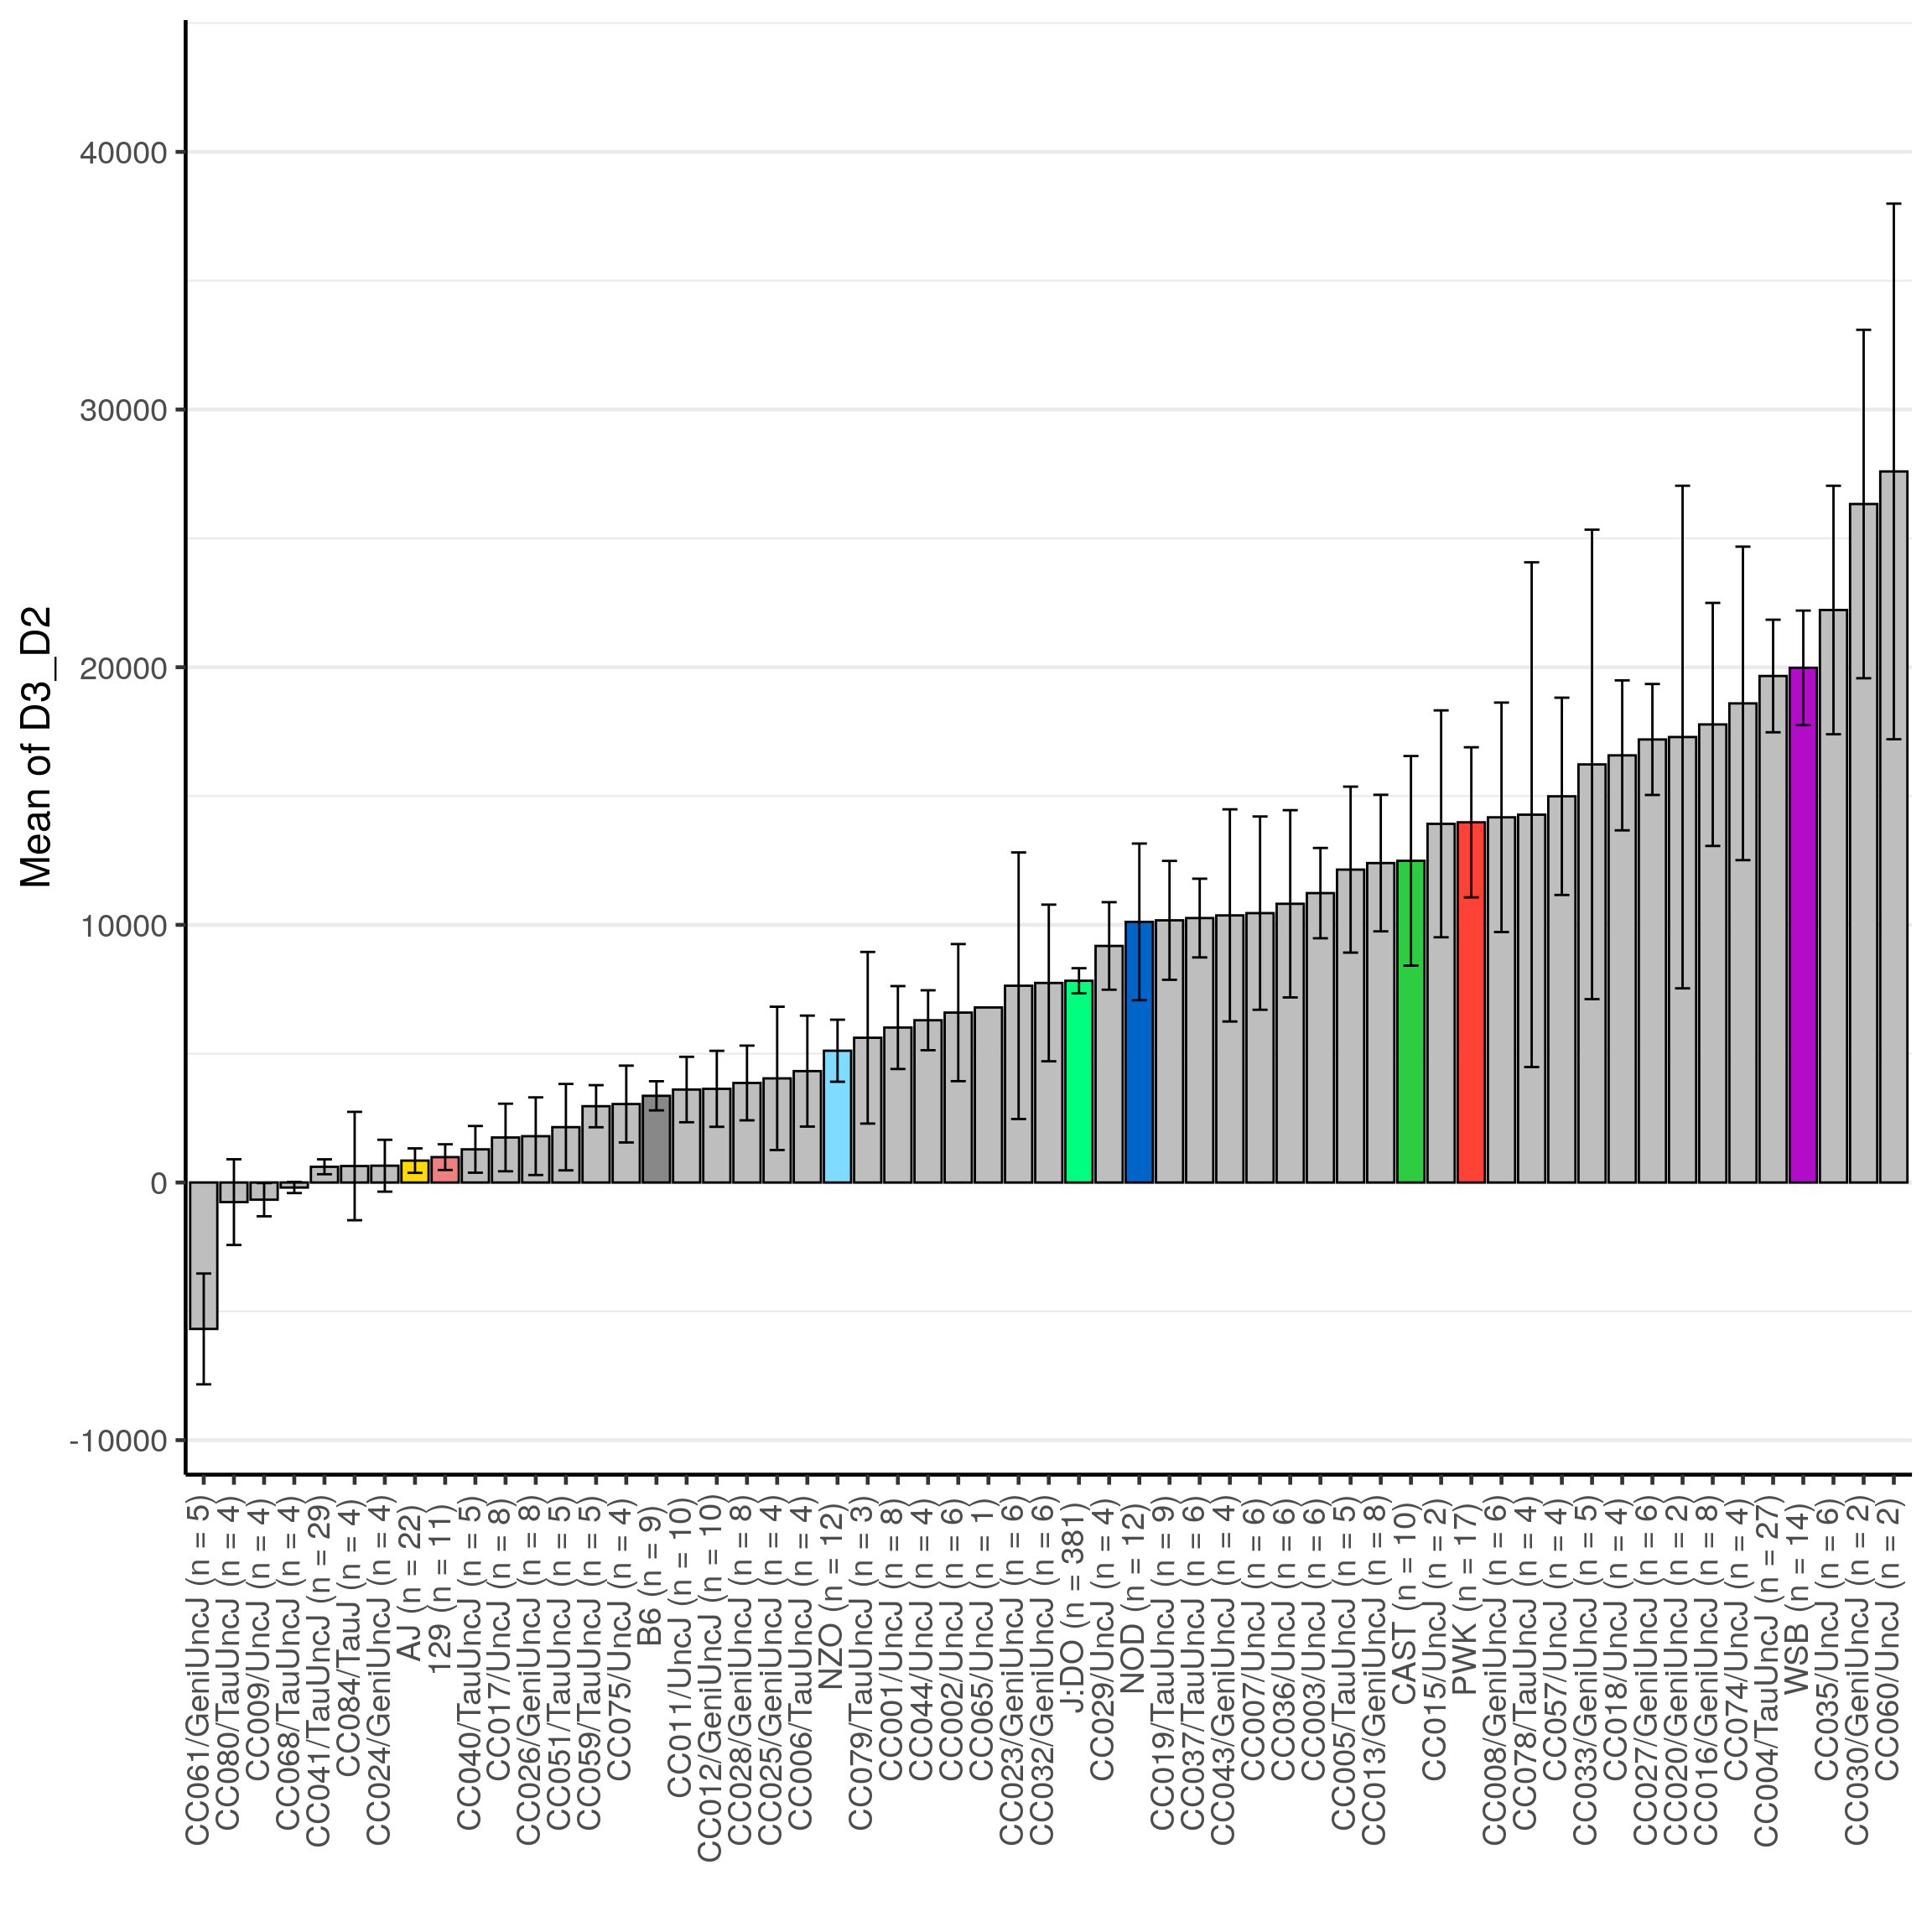 Mean of D3_D2
40000
30000
20000
10000
0
-10000
CC061/GeniUncJ (n = 5)
CC080/TauUncJ (n = 4)
CC009/UncJ (n = 4)
CC068/TauUncJ (n = 4)
CC041/TauUncJ (n = 29)
CC084/TauJ (n = 4)
CC024/GeniUncJ (n = 4)
AJ (n = 22)
129 (n = 11)
CC040/TauUncJ (n = 5)
CC017/UncJ (n = 8)
CC026/GeniUncJ (n = 8)
CC051/TauUncJ (n = 5)
CC059/TauUncJ (n = 5)
CC075/UncJ (n = 4)
B6 (n = 9)
CC011/UncJ (n = 10)
CC012/GeniUncJ (n = 10)
CC028/GeniUncJ (n = 8)
CC025/GeniUncJ (n = 4)
CC006/TauUncJ (n = 4)
NZO (n = 12)
CC079/TauUncJ (n = 3)
CC001/UncJ (n = 8)
CC044/UncJ (n = 4)
CC002/UncJ (n = 6)
CC065/UncJ (n = 1)
CC023/GeniUncJ (n = 6)
CC032/GeniUncJ (n = 6)
J:DO (n = 381)
CC029/UncJ (n = 4)
NOD (n = 12)
CC019/TauUncJ (n = 9)
CC037/TauUncJ (n = 6)
CC043/GeniUncJ (n = 4)
CC007/UncJ (n = 6)
CC036/UncJ (n = 6)
CC003/UncJ (n = 6)
CC005/TauUncJ (n = 5)
CC013/GeniUncJ (n = 8)
CAST (n = 10)
CC015/UncJ (n = 2)
PWK (n = 17)
CC008/GeniUncJ (n = 6)
CC078/TauUncJ (n = 4)
CC057/UncJ (n = 4)
CC033/GeniUncJ (n = 5)
CC018/UncJ (n = 4)
CC027/GeniUncJ (n = 6)
CC020/GeniUncJ (n = 2)
CC016/GeniUncJ (n = 8)
CC074/UncJ (n = 4)
CC004/TauUncJ (n = 27)
WSB (n = 14)
CC035/UncJ (n = 6)
CC030/GeniUncJ (n = 2)
CC060/UncJ (n = 2)